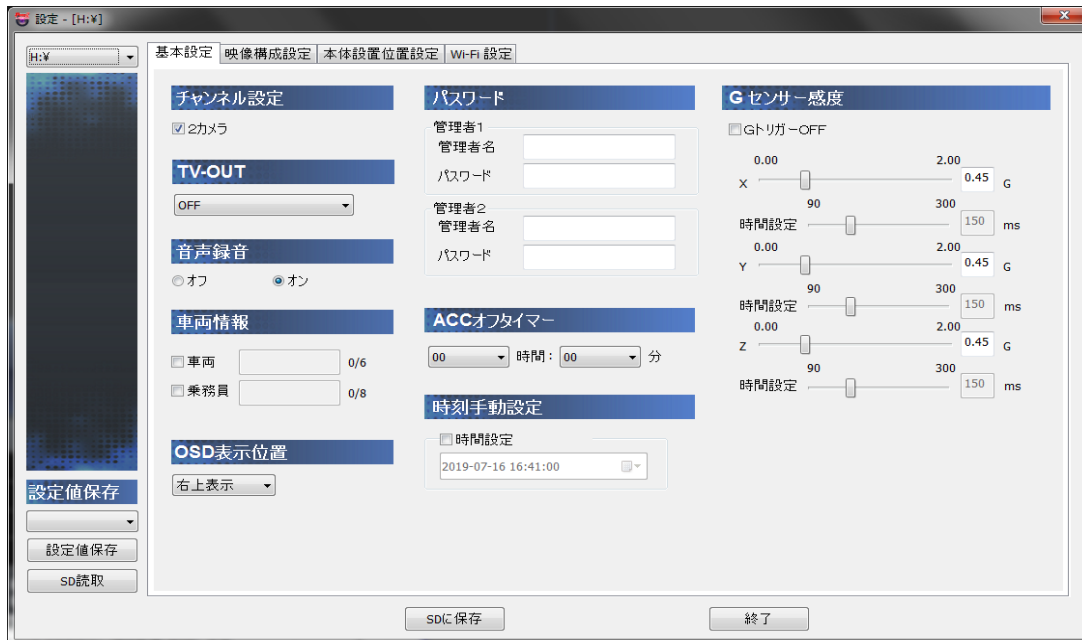 設定 - [H:¥]
H:¥
設定値保存
設定値保存
SD読取
基本設定 映像構成設定 本体設置位置設定 Wi-Fi 設定
チャンネル設定
2カメラ
TV-OUT
OFF
音声録音
オフ オン
車両情報
車両 0/6
乗務員 0/8
OSD表示位置
右上表示
パスワード
管理者1
管理者名
パスワード
管理者2
管理者名
パスワード
ACCオフタイマー
00 時間： 00 分
時刻手動設定
時間設定
2019-07-16 16:41:00
G センサー感度
GトリガーOFF
0.00 2.00
X 0.45 G
90 300
時間設定 150 ms
0.00 2.00
Y 0.45 G
90 300
時間設定 150 ms
0.00 2.00
Z 0.45 G
90 300
時間設定 150 ms
SDに保存 終了